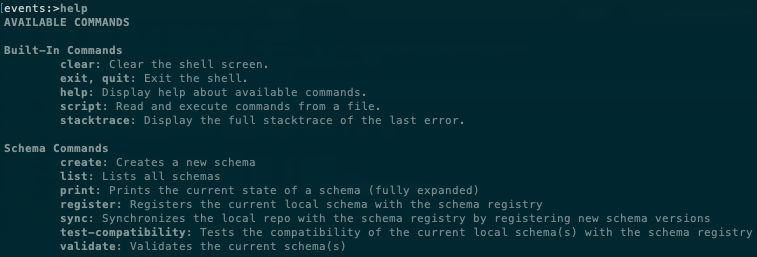 [events:>help
AVAILABLE COMMANDS
Built-In Commands
clear: Clear the shell screen.
exit, quit: Exit the shell.
help: Display help about available commands.
script: Read and execute commands from a file.
stacktrace: Display the full stacktrace of the last error.
Schema Commands
create: Creates a new schema
list: Lists all schemas
print: Prints the current state of a schema (fully expanded)
register: Registers the current local schema with the schema registry
sync: Synchronizes the local repo with the schema registry by registering new schema versions
test-compatibility: Tests the compatibility of the current local schema(s) with the schema registry
validate: Validates the current schema(s)